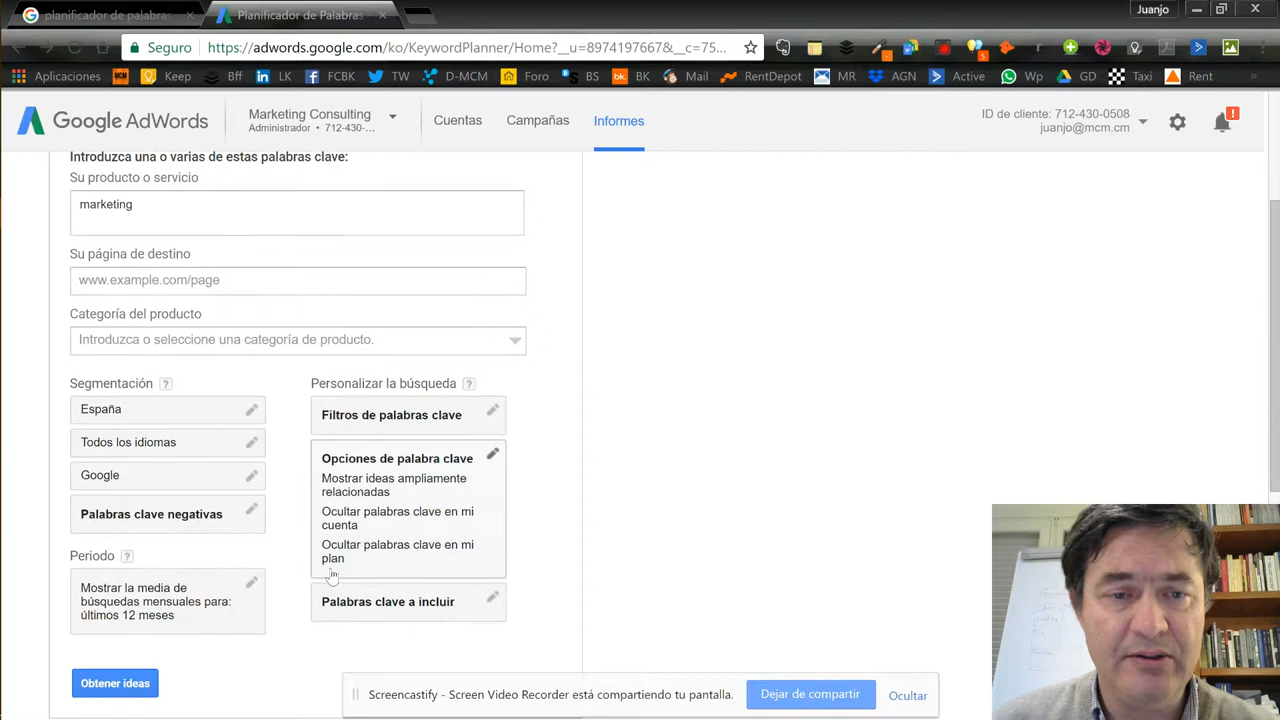 planificador de palabras
Planificador de Palabras
Juanjo
Seguro
https://adwords.google.com/ko/KeywordPlanner/Home?__u=8974197667&__c=75...
Aplicaciones
Keep
Bff
LK
FCBK
TW
D-MCM
Foro
BS
BK
Mail
RentDepot
MR
AGN
Active
Wp
GD
Taxi
Rent
Google AdWords
Marketing Consulting
Administrador • 712-430-...
Cuentas
Campañas
Informes
ID de cliente: 712-430-0508
juanjo@mcm.cm
Introduzca una o varias de estas palabras clave:
Su producto o servicio
marketing
Su página de destino
www.example.com/page
Categoría del producto
Introduzca o seleccione una categoría de producto.
Segmentación ?
España
Todos los idiomas
Google
Palabras clave negativas
Periodo ?
Mostrar la media de
búsquedas mensuales para:
últimos 12 meses
Personalizar la búsqueda ?
Filtros de palabras clave
Opciones de palabra clave
Mostrar ideas ampliamente
relacionadas
Ocultar palabras clave en mi
cuenta
Ocultar palabras clave en mi
plan
Palabras clave a incluir
Obtener ideas
Screencastify - Screen Video Recorder está compartiendo tu pantalla.
Dejar de compartir
Ocultar